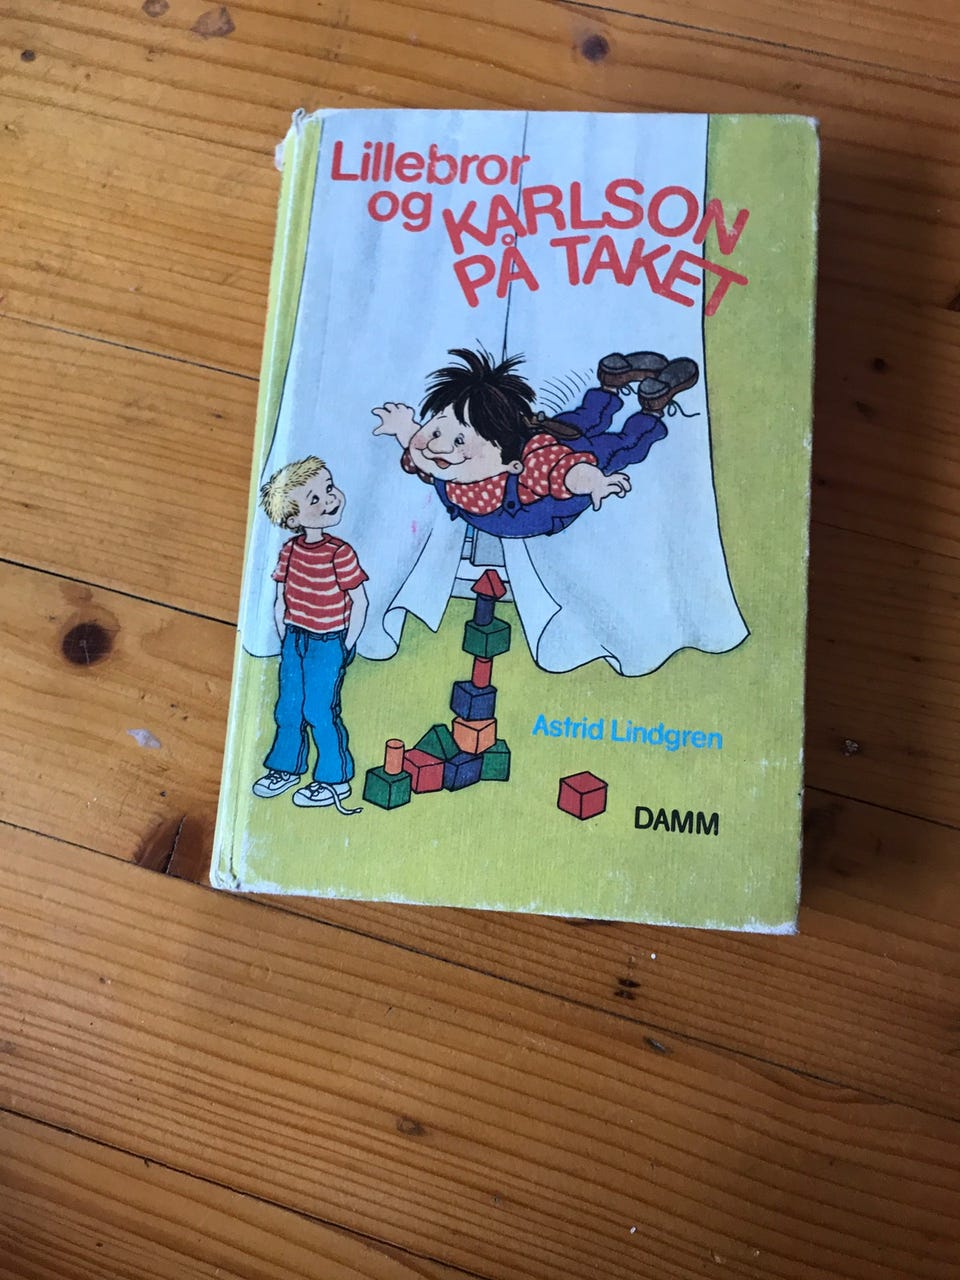 Lillebror
og KARLSON
PÅ TAKET
Astrid Lindgren
DAMM